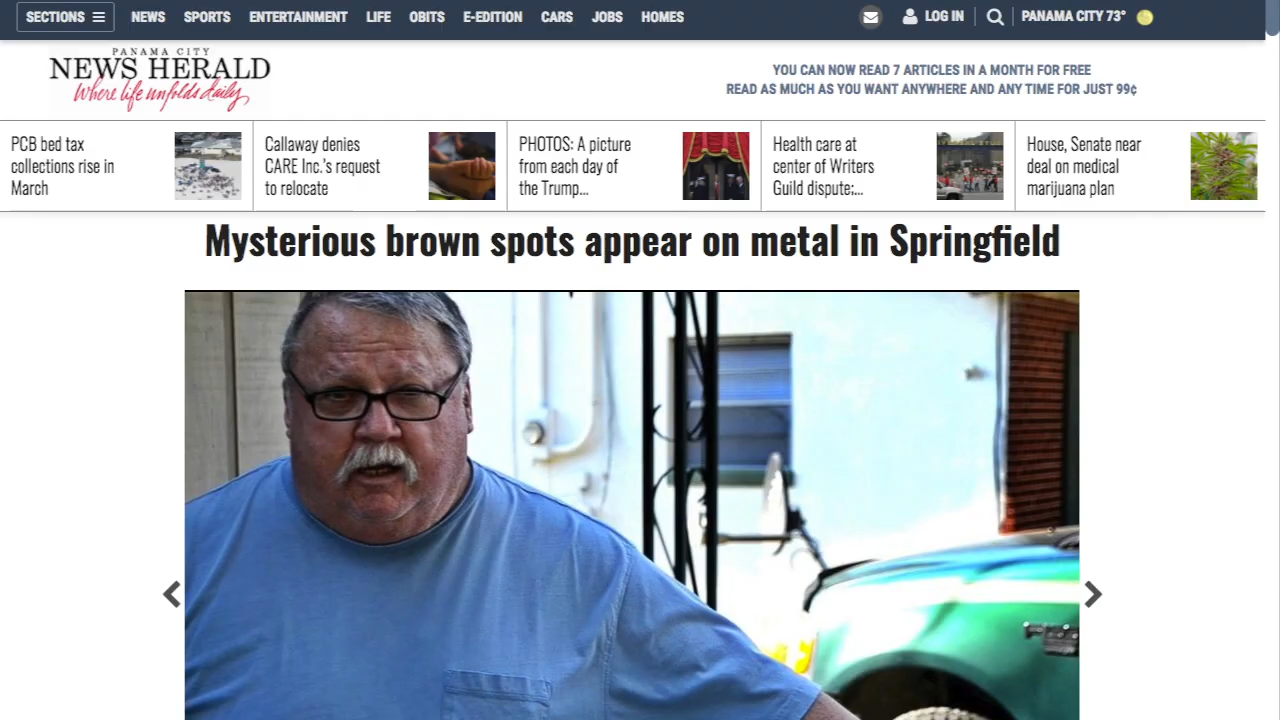 SECTIONS NEWS SPORTS ENTERTAINMENT LIFE OBITS E-EDITION CARS JOBS HOMES LOG IN PANAMA CITY 73°
PANAMA CITY
NEWS HERALD
Where life unfolds daily
YOU CAN NOW READ 7 ARTICLES IN A MONTH FOR FREE
READ AS MUCH AS YOU WANT ANYWHERE AND ANY TIME FOR JUST 99¢
PCB bed tax
collections rise in
March
Callaway denies
CARE Inc.'s request
to relocate
PHOTOS: A picture
from each day of
the Trump...
Health care at
center of Writers
Guild dispute;...
House, Senate near
deal on medical
marijuana plan
Mysterious brown spots appear on metal in Springfield